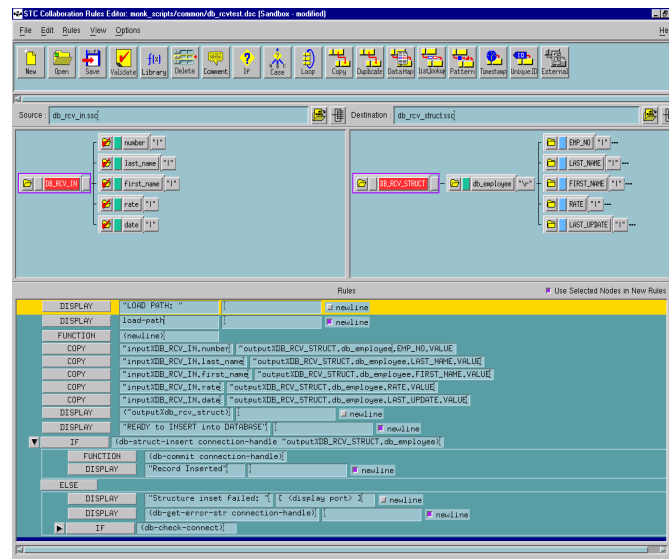 STC Collaboration Rules Editor: monk_scripts/common/db_rcvtest.dsc (Sandbox - modified)
File Edit Rules View Options He
New Open Save Validate Library Delete Comment If Case Loop Copy Duplicate DataMap listLookup Pattern Timestamp Unique ID External
Source : db_rcv_in.ssc Destination : db_rcv_struct.ssc
number "|" EMP_NO "|"
last_name "|" LAST_NAME "|"
DB_RCV_IN first_name "|" DB_RCV_STRUCT db_employee "\r" FIRST_NAME "|"
rate "|" RATE "|"
date "|" LAST_UPDATE "|"
Rules Use Selected Nodes in New Rules
DISPLAY "LOAD PATH: " [ newline
DISPLAY load-path [ newline
FUNCTION (newline)
COPY ~input%DB_RCV_IN.number ~output%DB_RCV_STRUCT.db_employee.EMP_NO.VALUE
COPY ~input%DB_RCV_IN.last_name ~output%DB_RCV_STRUCT.db_employee.LAST_NAME.VALUE
COPY ~input%DB_RCV_IN.first_name ~output%DB_RCV_STRUCT.db_employee.FIRST_NAME.VALUE
COPY ~input%DB_RCV_IN.rate ~output%DB_RCV_STRUCT.db_employee.RATE.VALUE
COPY ~input%DB_RCV_IN.date ~output%DB_RCV_STRUCT.db_employee.LAST_UPDATE.VALUE
DISPLAY (~output%db_rcv_struct) [ newline
DISPLAY "READY to INSERT into DATABASE" [ newline
IF (db-struct-insert connection-handle ~output%DB_RCV_STRUCT.db_employee)
FUNCTION (db-commit connection-handle)
DISPLAY "Record Inserted" [ newline
ELSE
DISPLAY "Structure inset failed: " [ <display port> ] newline
DISPLAY (db-get-error-str connection-handle) [ newline
IF (db-check-connect)